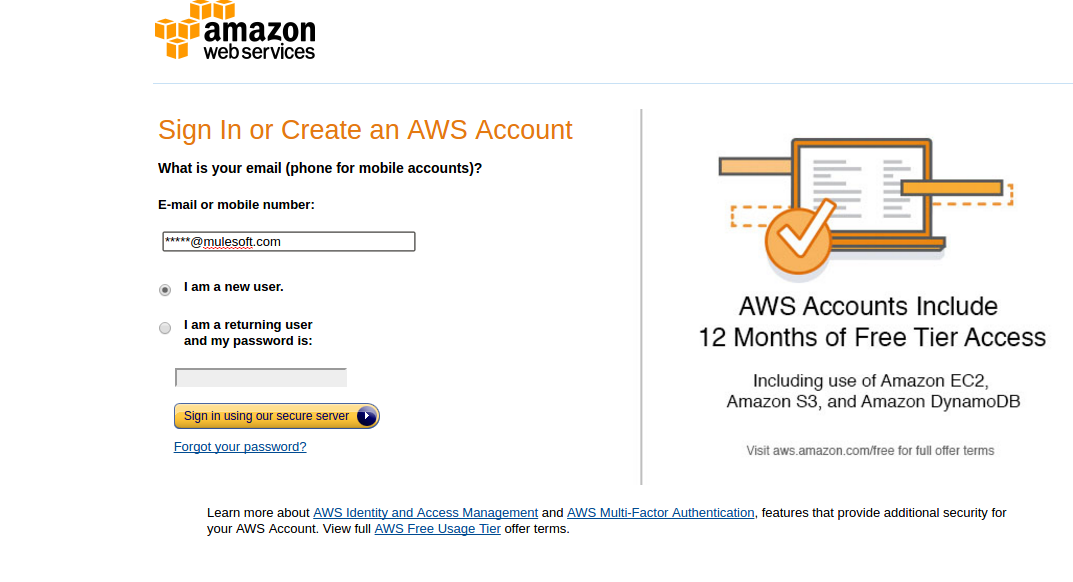 amazon
web services
Sign In or Create an AWS Account
What is your email (phone for mobile accounts)?
E-mail or mobile number:
*****@mulesoft.com
I am a new user.
I am a returning user
and my password is:
Sign in using our secure server
Forgot your password?
AWS Accounts Include
12 Months of Free Tier Access
Including use of Amazon EC2,
Amazon S3, and Amazon DynamoDB
Visit aws.amazon.com/free for full offer terms
Learn more about AWS Identity and Access Management and AWS Multi-Factor Authentication, features that provide additional security for
your AWS Account. View full AWS Free Usage Tier offer terms.